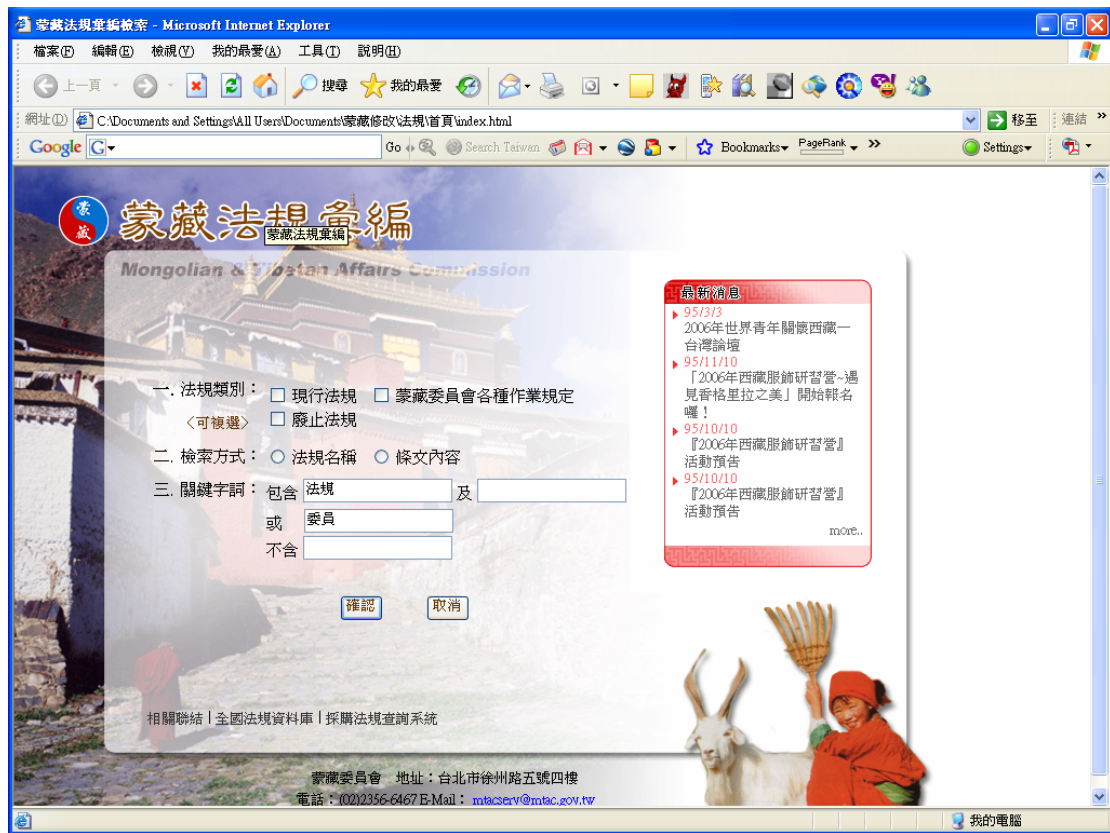 蒙藏法規彙編檢索 - Microsoft Internet Explorer
檔案(F) 編輯(E) 檢視(V) 我的最愛(A) 工具(T) 說明(H)
上一頁 搜尋 我的最愛
網址(D) C:\Documents and Settings\All Users\Documents\蒙藏修改\法規\首頁\index.html 移至 連結 »
Google G Go Search Taiwan Bookmarks PageRank » Settings
蒙藏
蒙藏法規彙編
蒙藏法規彙編
Mongolian & Tibetan Affairs Commission
一. 法規類別： 現行法規 蒙藏委員會各種作業規定
〈可複選〉 廢止法規
二. 檢索方式： 法規名稱 條文內容
三. 關鍵字詞： 包含 法規 及
或 委員
不含
確認 取消
相關聯結 | 全國法規資料庫 | 採購法規查詢系統
最新消息
95/3/3
2006年世界青年關懷西藏一
台灣論壇
95/11/10
「2006年西藏服飾研習營~遇
見香格里拉之美」開始報名
囉！
95/10/10
『2006年西藏服飾研習營』
活動預告
95/10/10
『2006年西藏服飾研習營』
活動預告
more..
蒙藏委員會 地址：台北市徐州路五號四樓
電話：(02)2356-6467 E-Mail： mtacserv@mtac.gov.tw
我的電腦